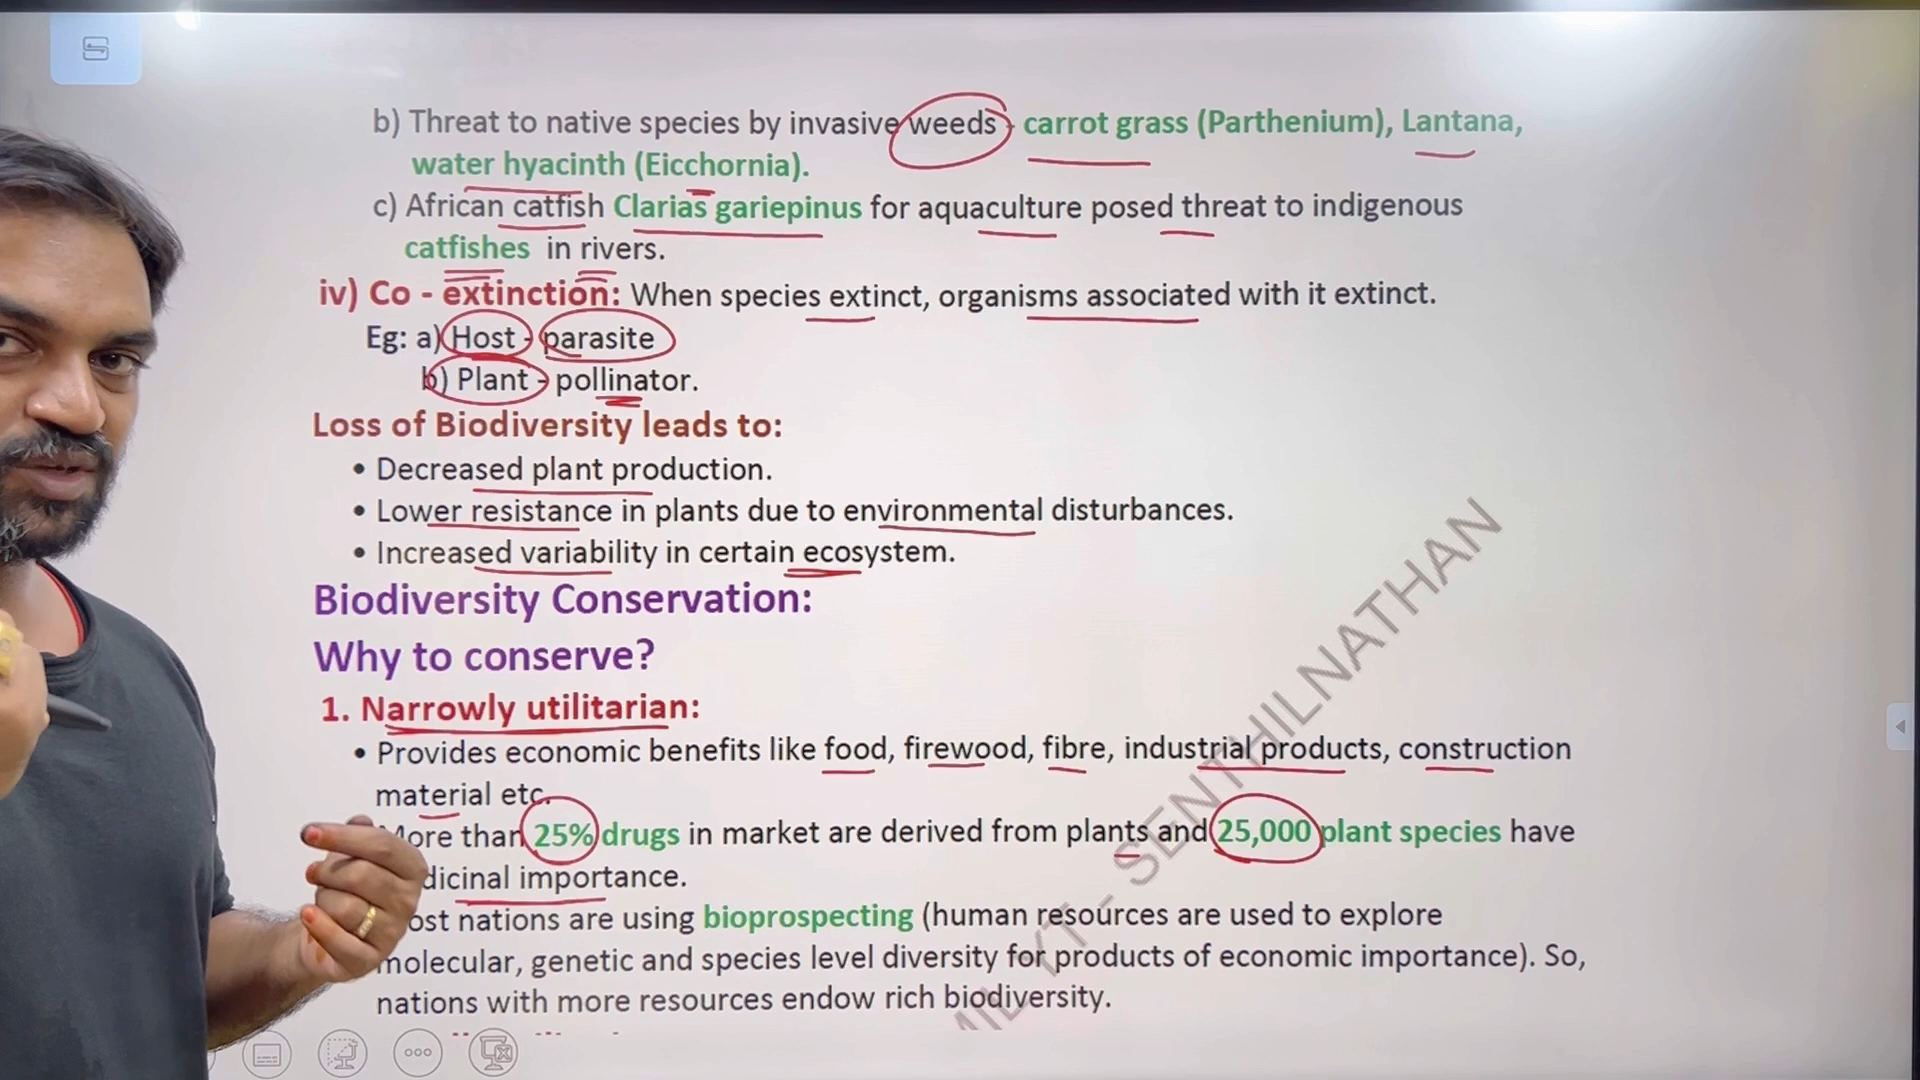 b) Threat to native species by invasive weeds - carrot grass (Parthenium), Lantana,
water hyacinth (Eicchornia).
c) African catfish Clarias gariepinus for aquaculture posed threat to indigenous
catfishes in rivers.
iv) Co - extinction: When species extinct, organisms associated with it extinct.
Eg: a) Host - parasite
b) Plant - pollinator.
Loss of Biodiversity leads to:
• Decreased plant production.
• Lower resistance in plants due to environmental disturbances.
• Increased variability in certain ecosystem.
Biodiversity Conservation:
Why to conserve?
1. Narrowly utilitarian:
• Provides economic benefits like food, firewood, fibre, industrial products, construction
material etc.
More than 25% drugs in market are derived from plants and 25,000 plant species have
dicinal importance.
ost nations are using bioprospecting (human resources are used to explore
molecular, genetic and species level diversity for products of economic importance). So,
nations with more resources endow rich biodiversity.
YT - SENTHILNATHAN